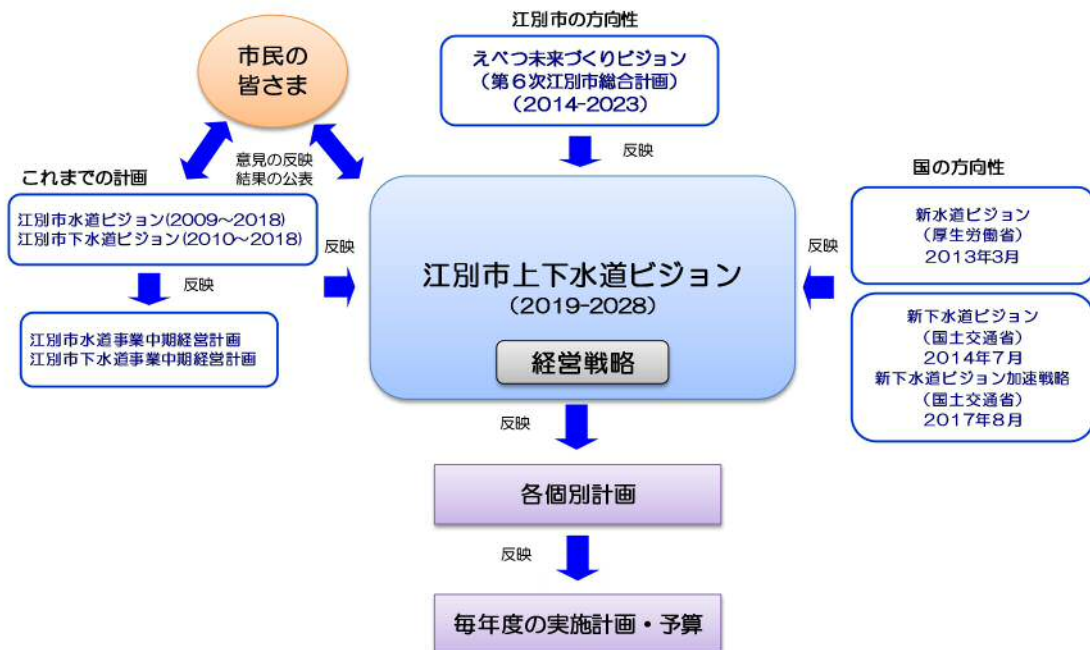 江別市の方向性
えべつ未来づくりビジョン
(第6次江別市総合計画)
(2014-2023)
反映
市民の
皆さま
意見の反映
結果の公表
これまでの計画
江別市水道ビジョン(2009~2018)
江別市下水道ビジョン(2010~2018)
反映
江別市水道事業中期経営計画
江別市下水道事業中期経営計画
反映
江別市上下水道ビジョン
(2019-2028)
経営戦略
国の方向性
新水道ビジョン
(厚生労働省)
2013年3月
反映
新下水道ビジョン
(国土交通省)
2014年7月
新下水道ビジョン加速戦略
(国土交通省)
2017年8月
反映
各個別計画
反映
毎年度の実施計画・予算